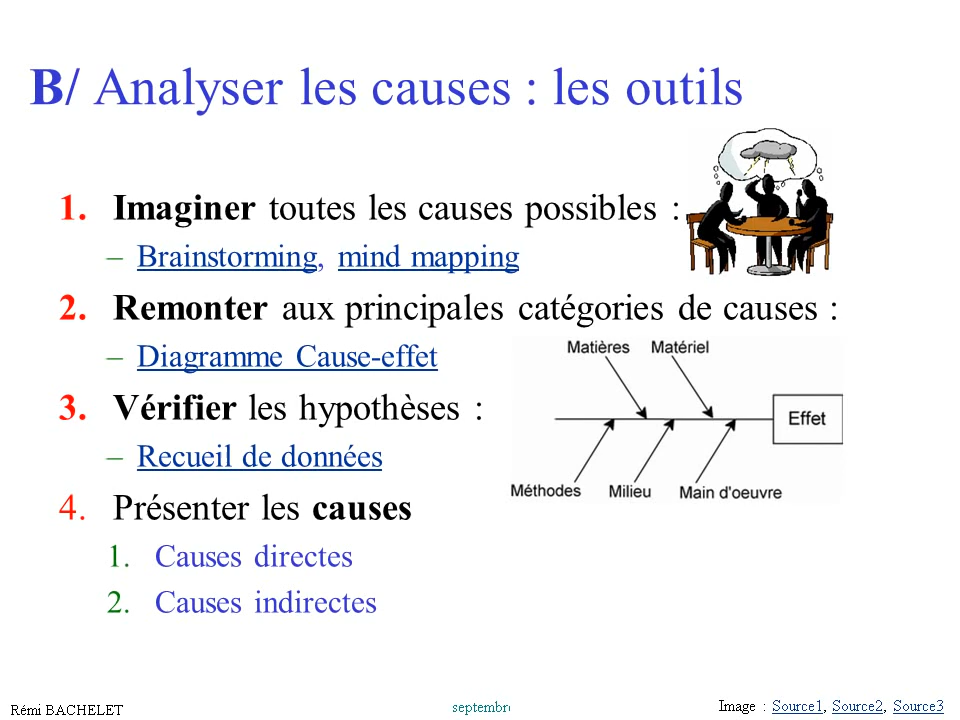 B/ Analyser les causes : les outils
1. Imaginer toutes les causes possibles :
– Brainstorming, mind mapping
2. Remonter aux principales catégories de causes :
– Diagramme Cause-effet
Matières Matériel
Effet
Méthodes Milieu Main d'oeuvre
3. Vérifier les hypothèses :
– Recueil de données
4. Présenter les causes
1. Causes directes
2. Causes indirectes
Rémi BACHELET
septembre
Image : Source1, Source2, Source3